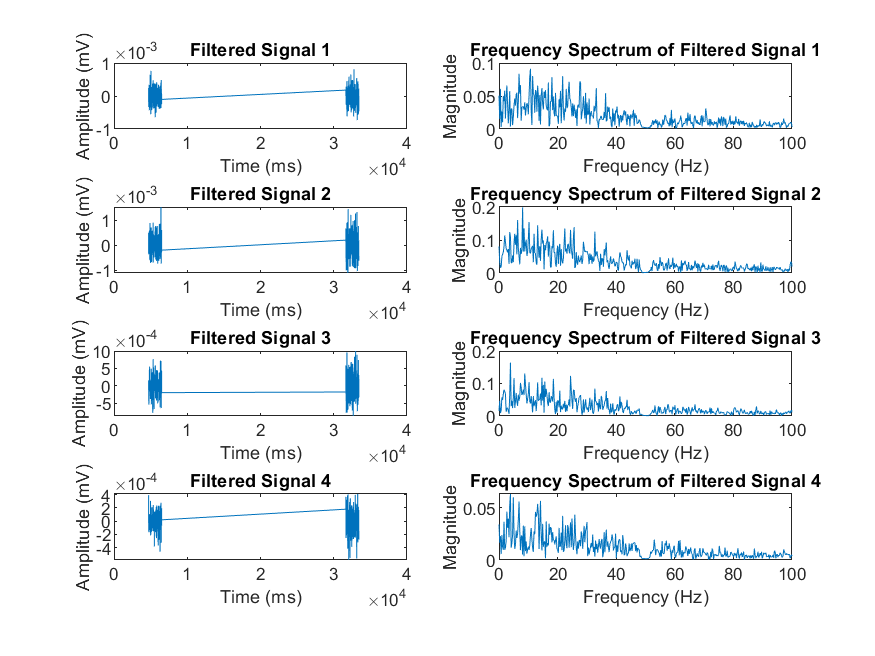 Filtered Signal 1
×10^-3
Amplitude (mV)
1
0
-1
0 1 2 3 4
Time (ms)
×10^4
Frequency Spectrum of Filtered Signal 1
Magnitude
0.1
0.05
0
0 20 40 60 80 100
Frequency (Hz)
Filtered Signal 2
×10^-3
Amplitude (mV)
1
0
-1
0 1 2 3 4
Time (ms)
×10^4
Frequency Spectrum of Filtered Signal 2
Magnitude
0.2
0.1
0
0 20 40 60 80 100
Frequency (Hz)
Filtered Signal 3
×10^-4
Amplitude (mV)
10
5
0
-5
0 1 2 3 4
Time (ms)
×10^4
Frequency Spectrum of Filtered Signal 3
Magnitude
0.2
0.1
0
0 20 40 60 80 100
Frequency (Hz)
Filtered Signal 4
×10^-4
Amplitude (mV)
4
2
0
-2
-4
0 1 2 3 4
Time (ms)
×10^4
Frequency Spectrum of Filtered Signal 4
Magnitude
0.05
0
0 20 40 60 80 100
Frequency (Hz)